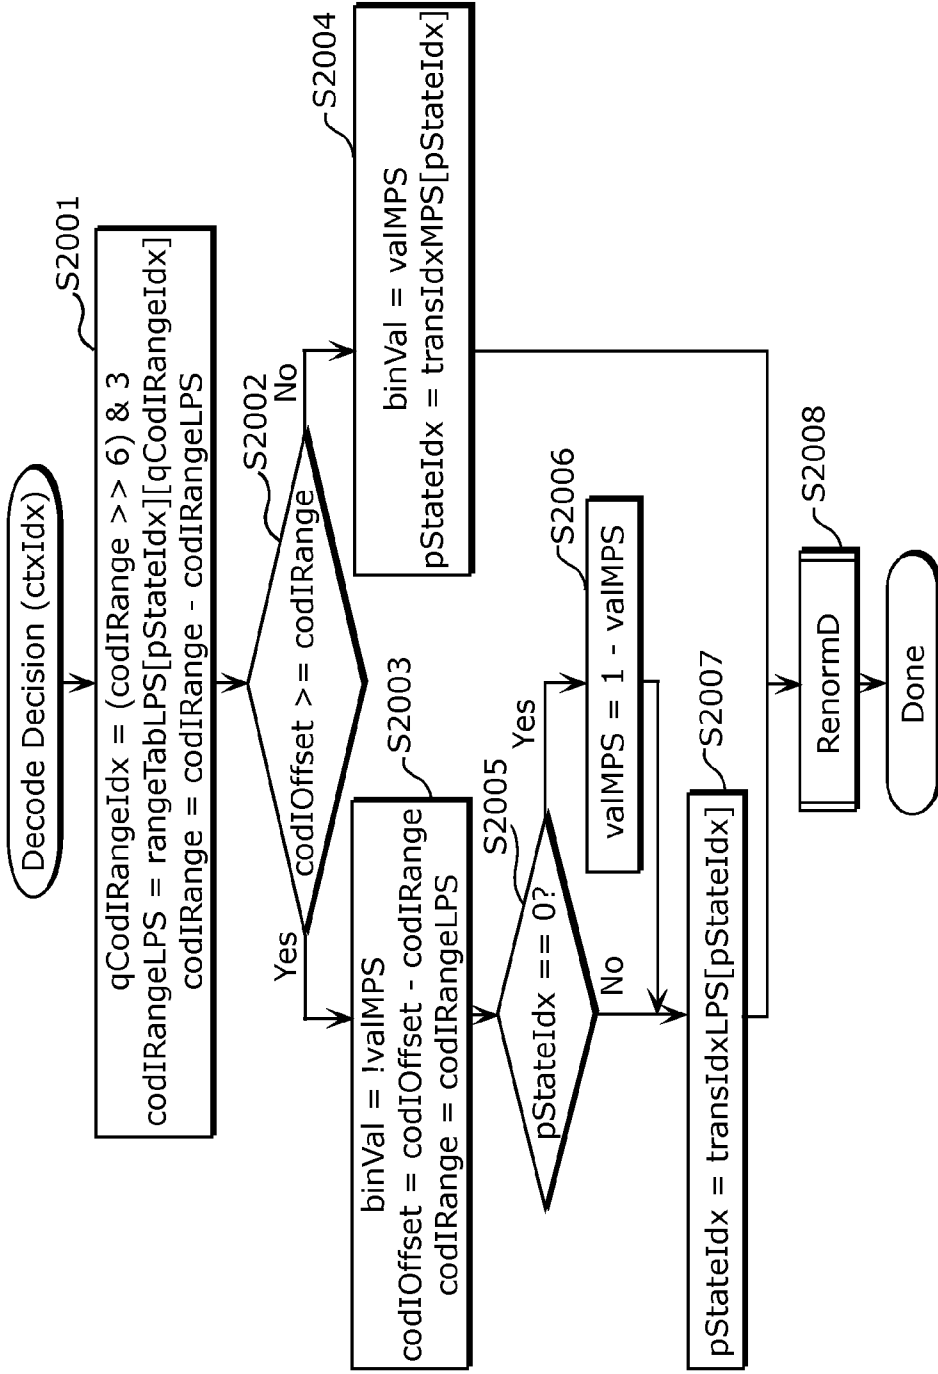 Decode Decision (ctxIdx)
S2001
qCodIRangeIdx = (codIRange >> 6) & 3
codIRangeLPS = rangeTabLPS[pStateIdx][qCodIRangeIdx]
codIRange = codIRange - codIRangeLPS
S2002
codIOffset >= codIRange
Yes
No
S2003
binVal = !valMPS
codIOffset = codIOffset - codIRange
codIRange = codIRangeLPS
S2004
binVal = valMPS
pStateIdx = transIdxMPS[pStateIdx]
S2005
pStateIdx == 0?
Yes
No
S2006
valMPS = 1 - valMPS
S2007
pStateIdx = transIdxLPS[pStateIdx]
S2008
RenormD
Done